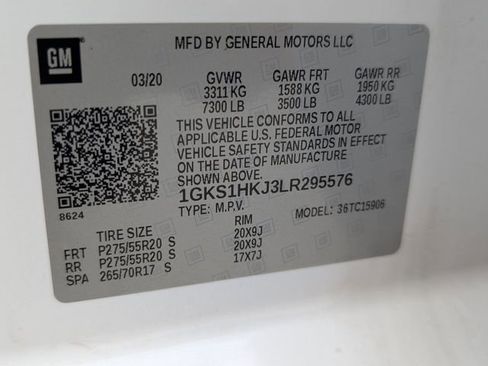 GM
MFD BY GENERAL MOTORS LLC
03/20 GVWR GAWR FRT GAWR RR
3311 KG 1588 KG 1950 KG
7300 LB 3500 LB 4300 LB
THIS VEHICLE CONFORMS TO ALL
APPLICABLE U.S. FEDERAL MOTOR
VEHICLE SAFETY STANDARDS IN EFFECT
ON THE DATE OF MANUFACTURE
SHOWN ABOVE.
1GKS1HKJ3LR295576
8624
TYPE: M.P.V. MODEL: 36TC15906
TIRE SIZE RIM
FRT P275/55R20 S 20X9J
RR P275/55R20 S 20X9J
SPA 265/70R17 S 17X7J